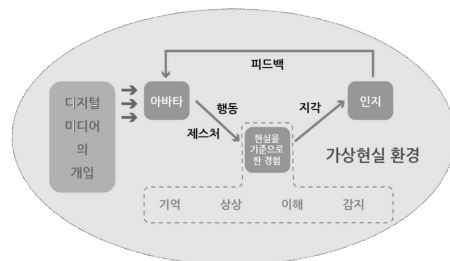 피드백
디지털
미디어
의
개입
아바타
행동
제스처
현실을
기준으로
한 경험
지각
인지
가상현실 환경
기억 상상 이해 감지